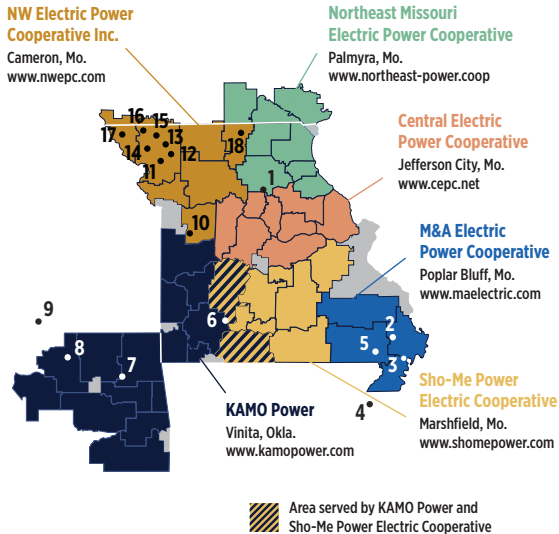 NW Electric Power
Cooperative Inc.
Cameron, Mo.
www.nwepc.com
Northeast Missouri
Electric Power Cooperative
Palmyra, Mo.
www.northeast-power.coop
Central Electric
Power Cooperative
Jefferson City, Mo.
www.cepc.net
M&A Electric
Power Cooperative
Poplar Bluff, Mo.
www.maelectric.com
16
15
17
13
18
14
12
11
1
10
9
6
2
8
5
7
3
4
Sho-Me Power
Electric Cooperative
Marshfield, Mo.
www.shomepower.com
KAMO Power
Vinita, Okla.
www.kamopower.com
Area served by KAMO Power and
Sho-Me Power Electric Cooperative